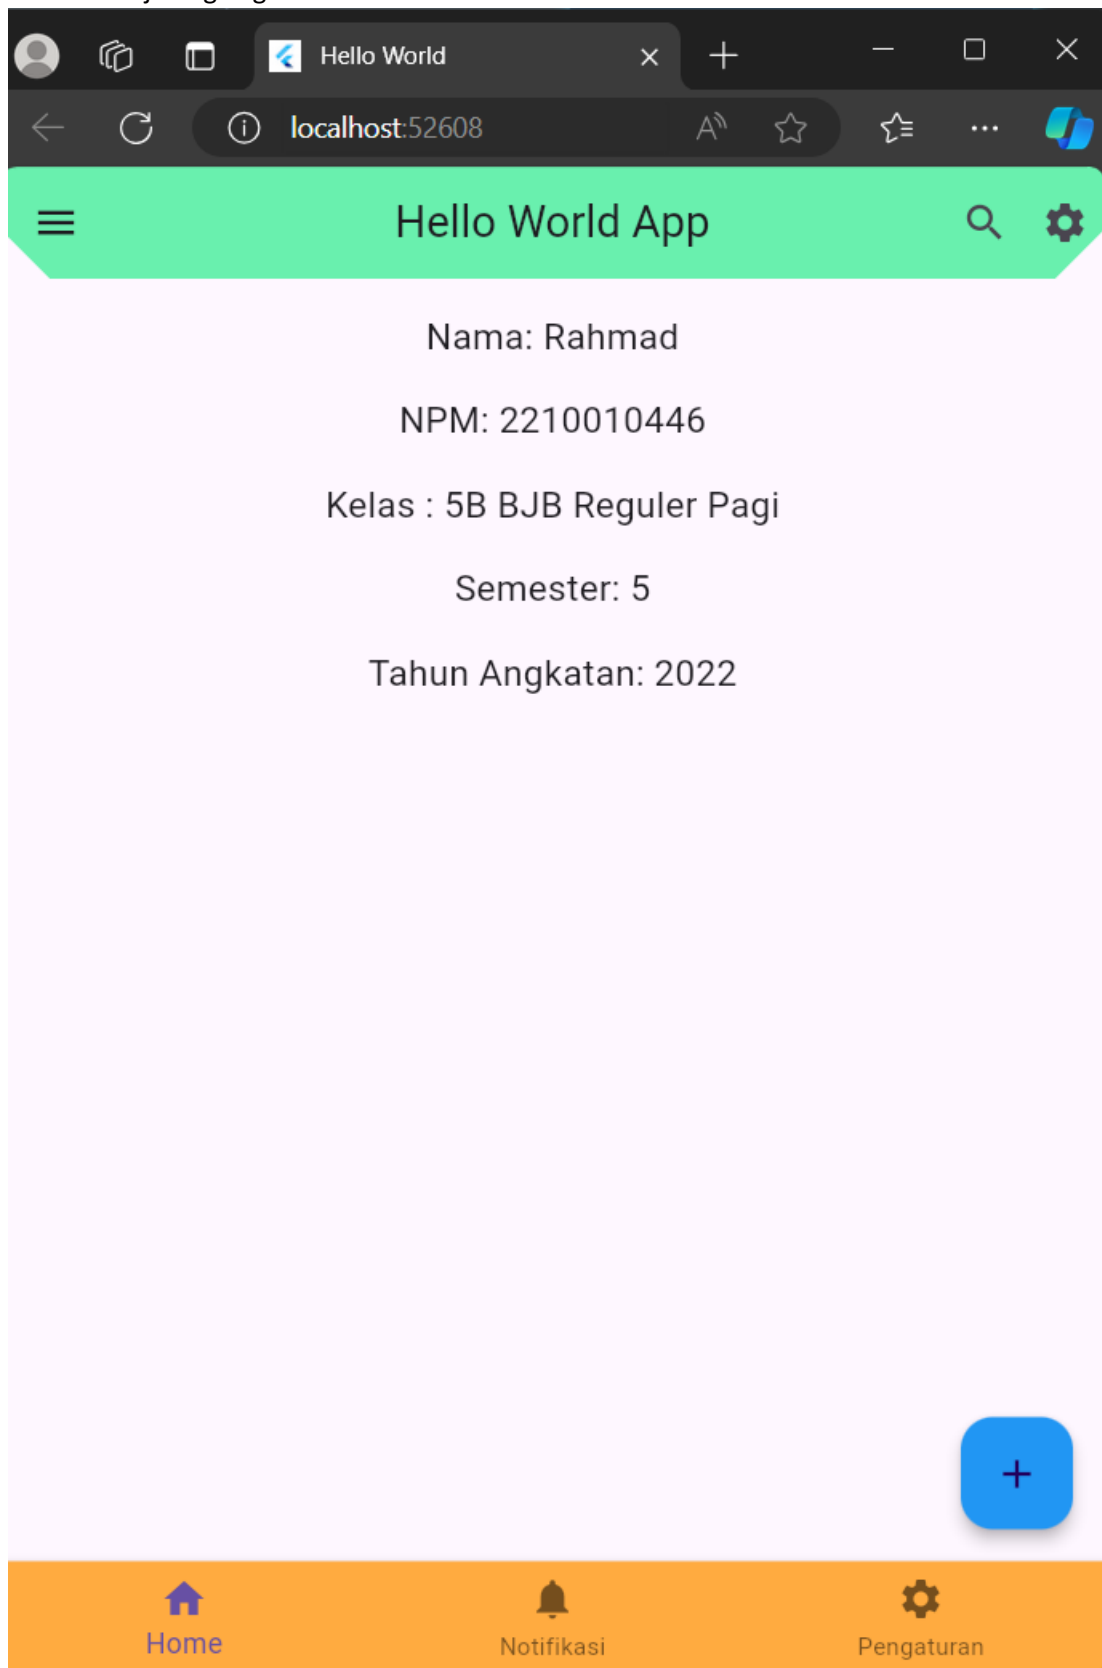 Hello World
localhost:52608
Hello World App
Nama: Rahmad
NPM: 2210010446
Kelas : 5B BJB Reguler Pagi
Semester: 5
Tahun Angkatan: 2022
Home
Notifikasi
Pengaturan